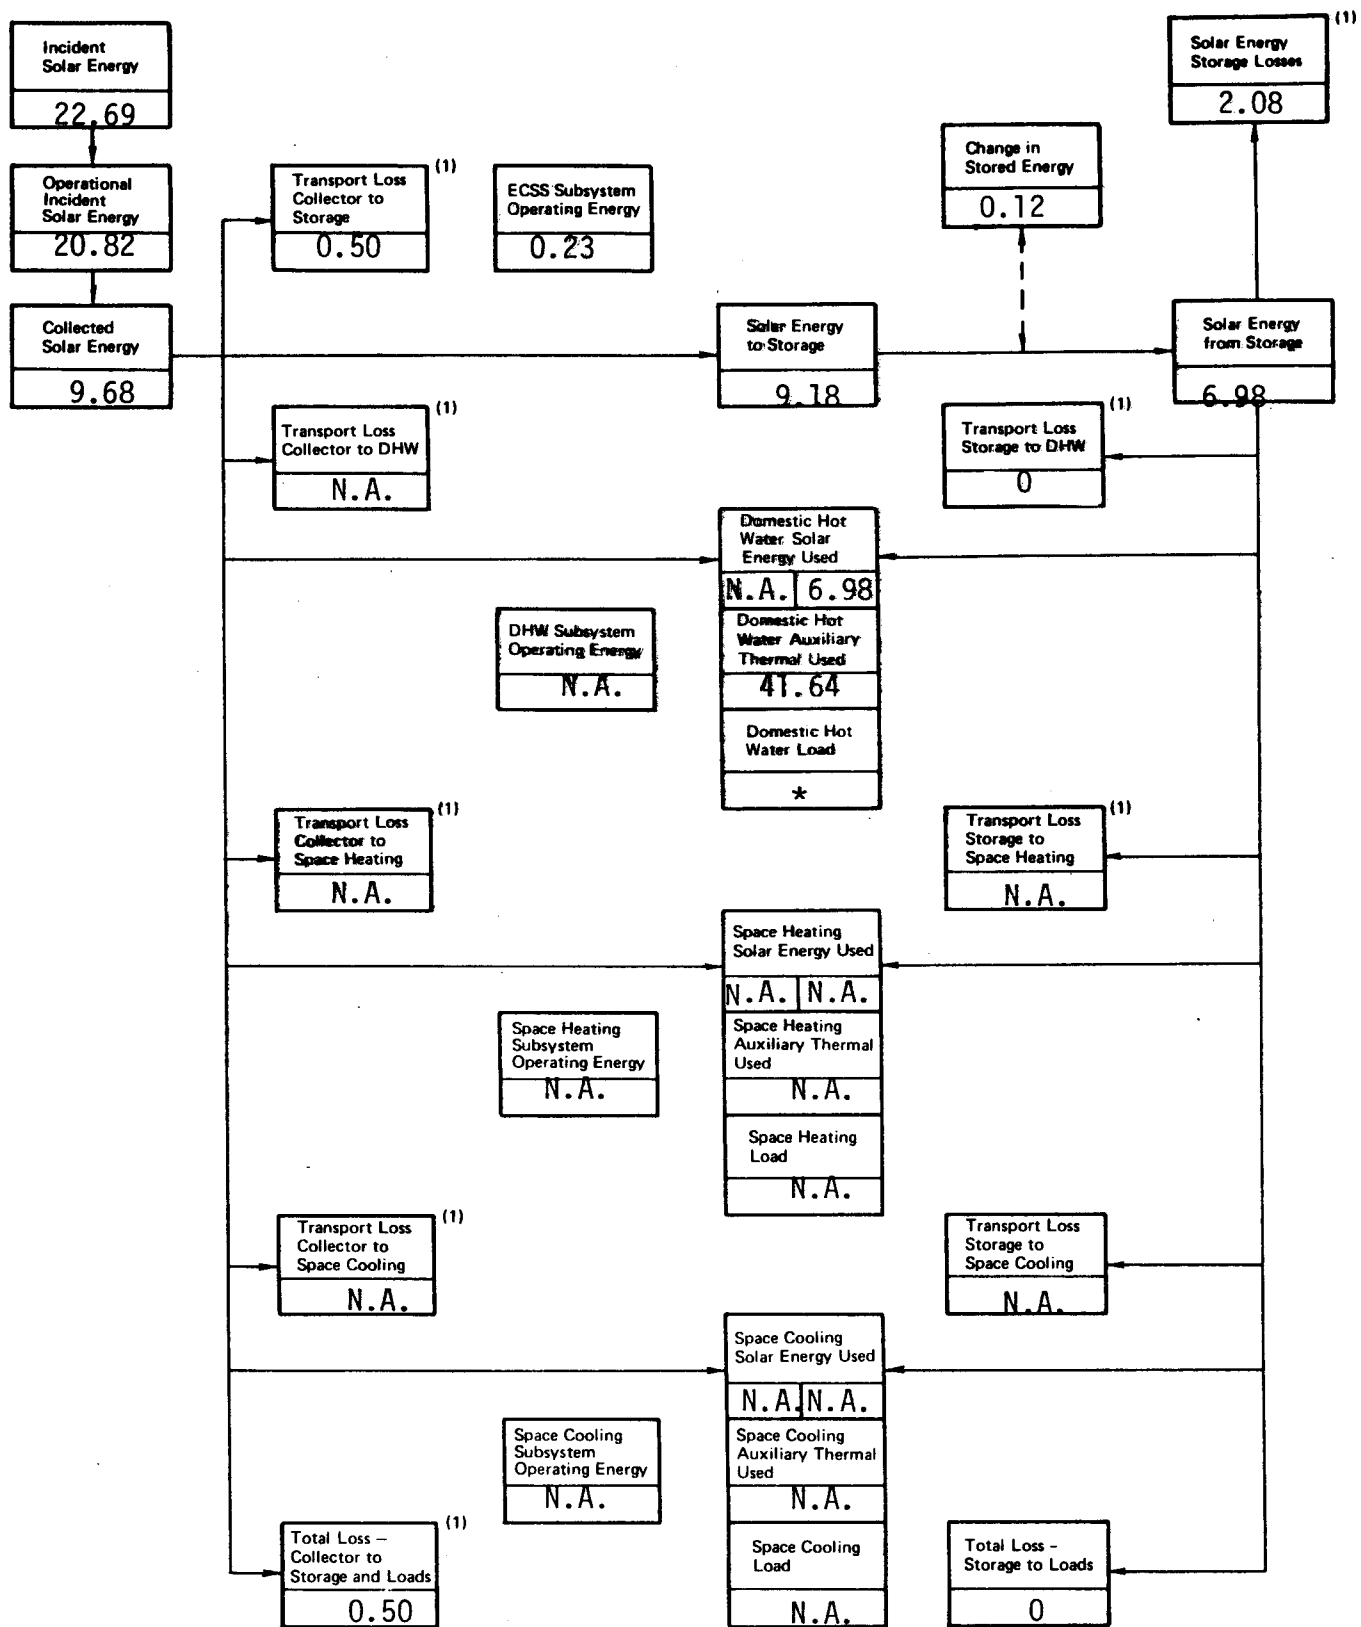 Incident
Solar Energy
22.69
(1)
Solar Energy
Storage Losses
2.08
Operational
Incident
Solar Energy
20.82
(1)
Transport Loss
Collector to
Storage
0.50
ECSS Subsystem
Operating Energy
0.23
Change in
Stored Energy
0.12
Collected
Solar Energy
9.68
Solar Energy
to Storage
9.18
Solar Energy
from Storage
6.98
(1)
Transport Loss
Collector to DHW
N.A.
(1)
Transport Loss
Storage to DHW
0
Domestic Hot
Water Solar
Energy Used
N.A. 6.98
Domestic Hot
Water Auxiliary
Thermal Used
41.64
Domestic Hot
Water Load
*
DHW Subsystem
Operating Energy
N.A.
(1)
Transport Loss
Collector to
Space Heating
N.A.
(1)
Transport Loss
Storage to
Space Heating
N.A.
Space Heating
Solar Energy Used
N.A. N.A.
Space Heating
Auxiliary Thermal
Used
N.A.
Space Heating
Load
N.A.
Space Heating
Subsystem
Operating Energy
N.A.
(1)
Transport Loss
Collector to
Space Cooling
N.A.
Transport Loss
Storage to
Space Cooling
N.A.
Space Cooling
Solar Energy Used
N.A. N.A.
Space Cooling
Auxiliary Thermal
Used
N.A.
Space Cooling
Load
N.A.
Space Cooling
Subsystem
Operating Energy
N.A.
(1)
Total Loss –
Collector to
Storage and Loads
0.50
Total Loss –
Storage to Loads
0